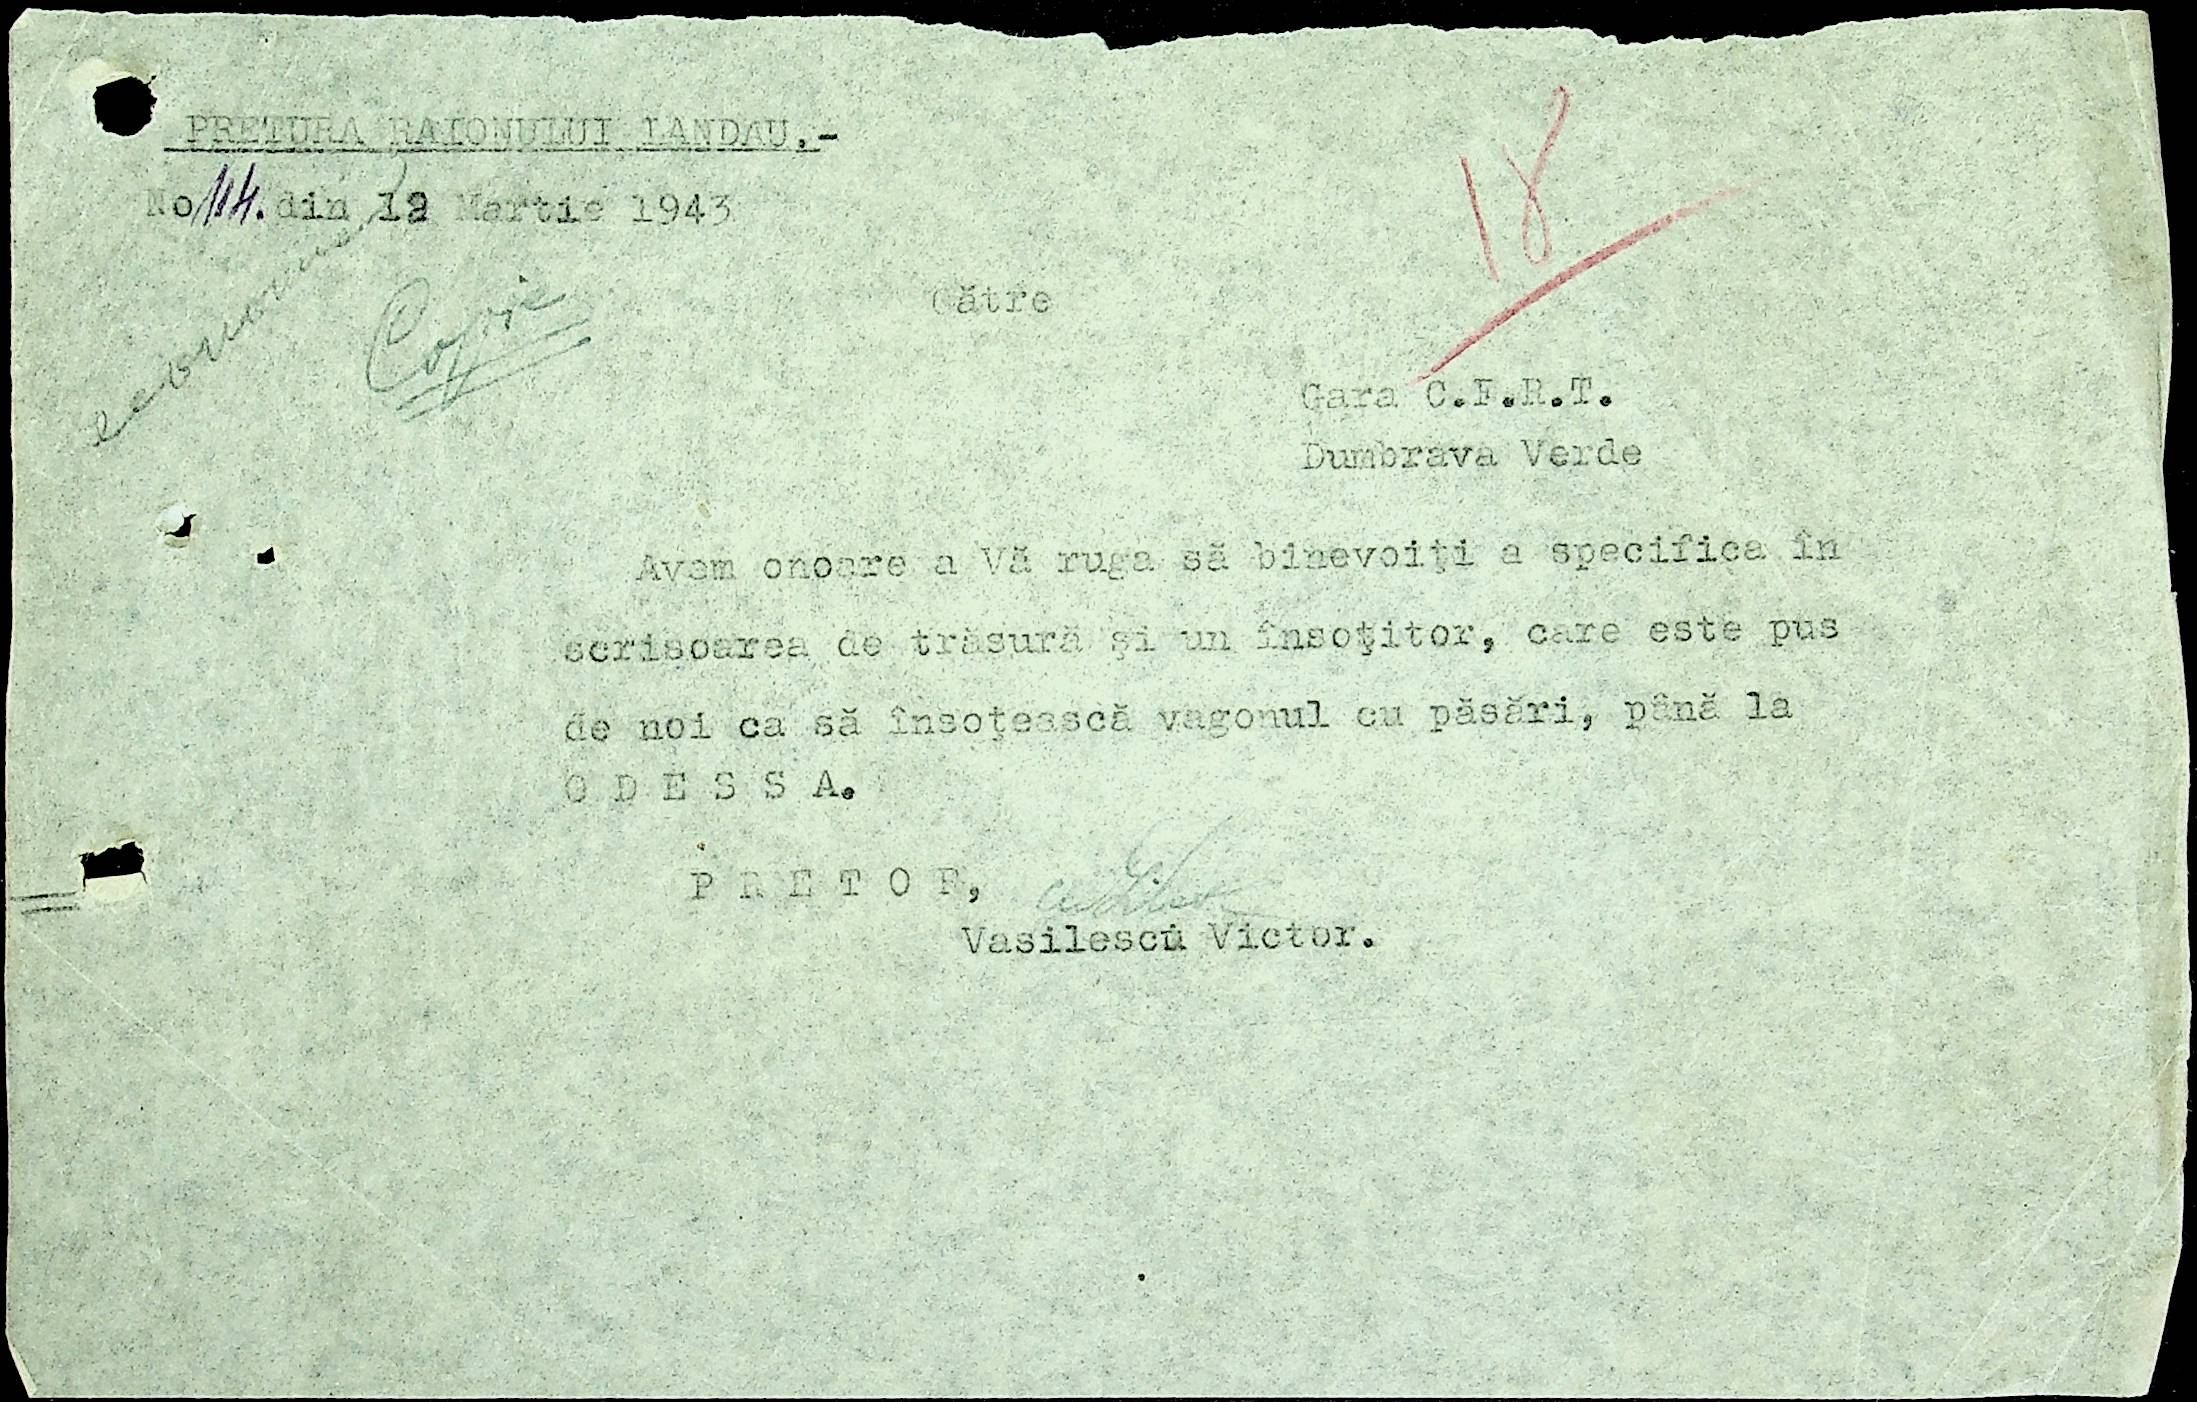 PRETURA RAIONULUI LANDAU.-
No 114. din 12 Martie 1943
18
Copie
Către
Gara C.F.R.T.
Dumbrava Verde
Avem onoare a Vă ruga să binevoiţi a specifica în
scrisoarea de trăsură şi un însoţitor, care este pus
de noi ca să însoţească vagonul cu păsări, până la
O D E S S A.
P R E T O R,
Vasilescu Victor.